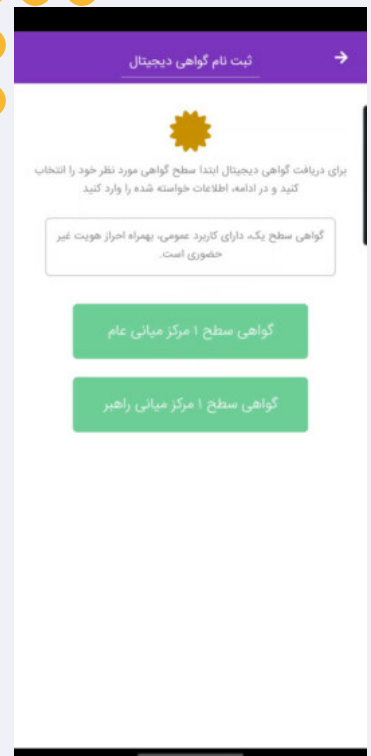 ثبت نام گواهی دیجیتال
برای دریافت گواهی دیجیتال ابتدا سطح گواهی مورد نظر خود را انتخاب
کنید و در ادامه، اطلاعات خواسته شده را وارد کنید
گواهی سطح یک، دارای کاربرد عمومی، بهمراه احراز هویت غیر
حضوری است.
گواهی سطح ۱ مرکز میانی عام
گواهی سطح ۱ مرکز میانی راهبر